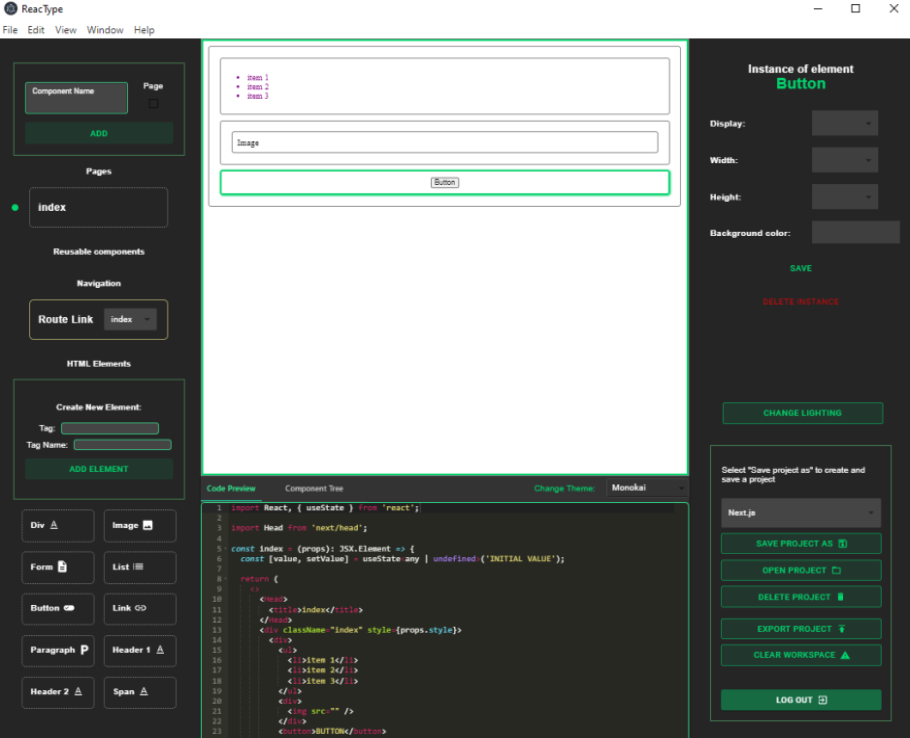 ReacType
File Edit View Window Help
Component Name
Page
ADD
Pages
index
Reusable components
Navigation
Route Link index
HTML Elements
Create New Element:
Tag:
Tag Name:
ADD ELEMENT
Div
Image
Form
List
Button
Link
Paragraph
Header 1
Header 2
Span
item 1
item 2
item 3
Image
Button
Code Preview Component Tree Change Theme: Monokai
1 import React, { useState } from 'react';
2
3 import Head from 'next/head';
4
5 const index = (props): JSX.Element => {
6 const [value, setValue] = useState<any | undefined>('INITIAL VALUE');
7
8 return (
9 <>
10 <Head>
11 <title>index</title>
12 </Head>
13 <div className="index" style={props.style}>
14 <div>
15 <ul>
16 <li>item 1</li>
17 <li>item 2</li>
18 <li>item 3</li>
19 </ul>
20 <div>
21 <img src="" />
22 </div>
23 <button>BUTTON</button>
Instance of element
Button
Display:
Width:
Height:
Background color:
SAVE
DELETE INSTANCE
CHANGE LIGHTING
Select "Save project as" to create and
save a project
Next.js
SAVE PROJECT AS
OPEN PROJECT
DELETE PROJECT
EXPORT PROJECT
CLEAR WORKSPACE
LOG OUT